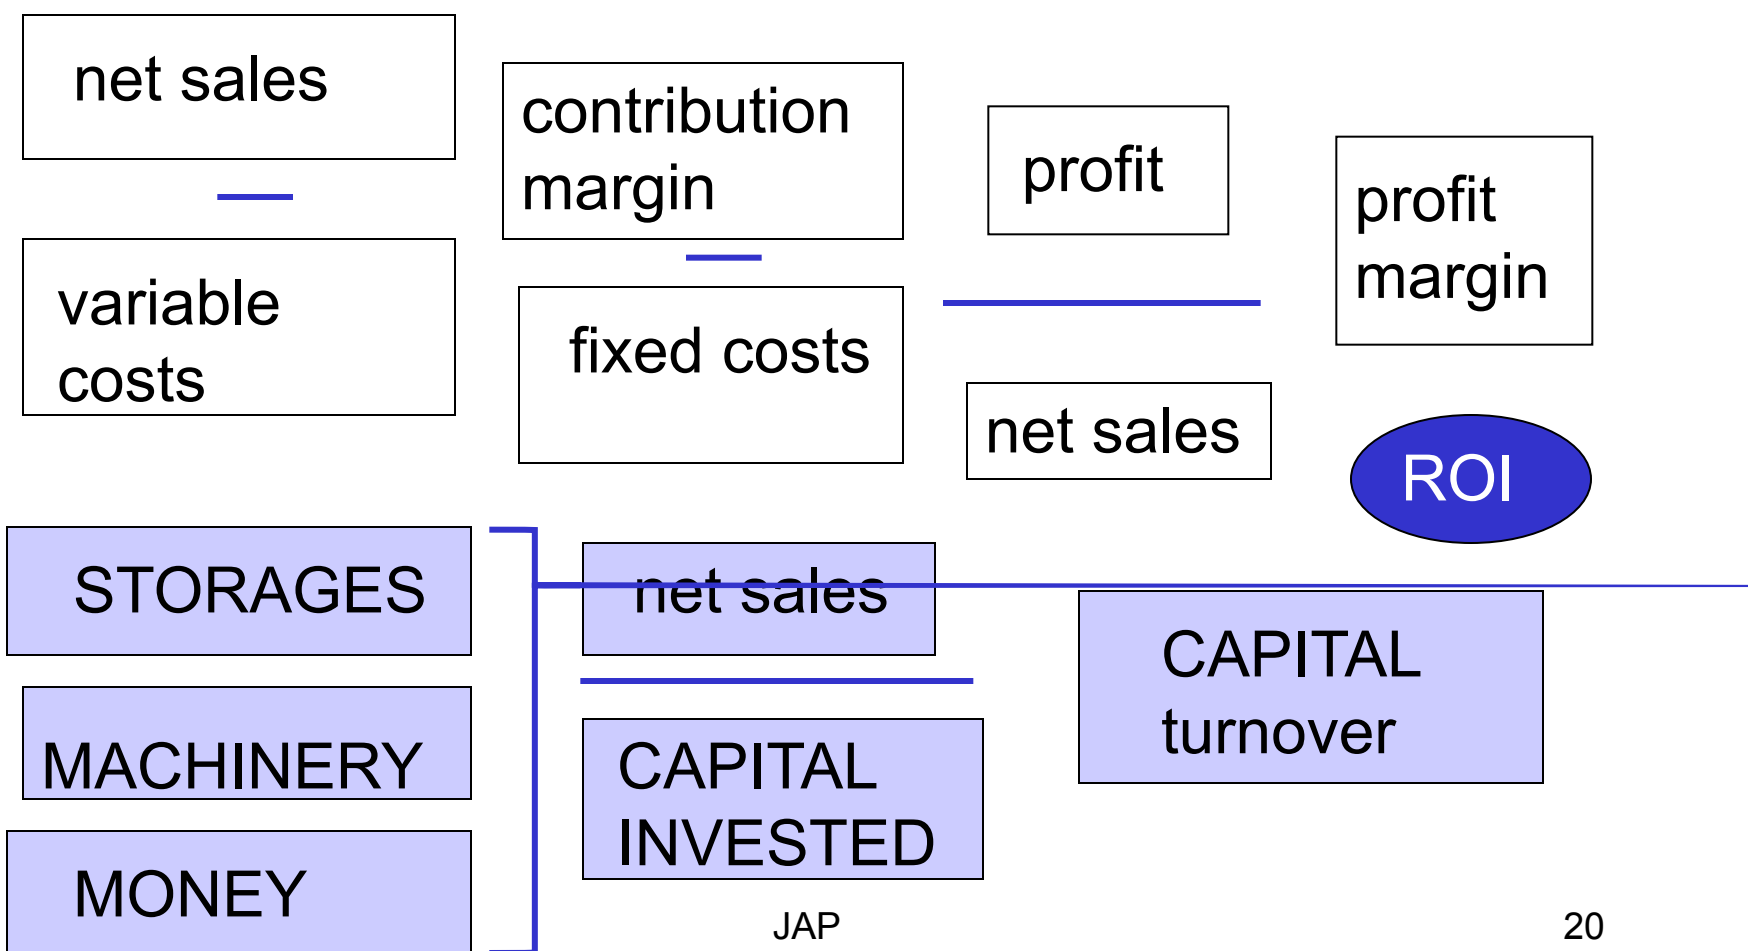 net sales
variable
costs
contribution
margin
fixed costs
profit
net sales
profit
margin
ROI
STORAGES
MACHINERY
MONEY
net sales
CAPITAL
INVESTED
CAPITAL
turnover
JAP
20